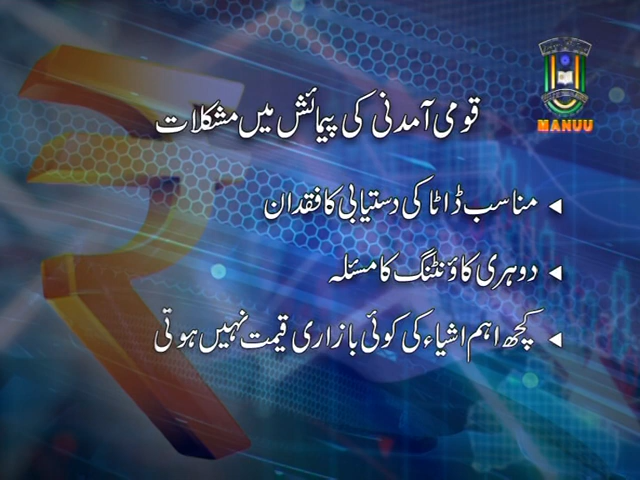 MANUU
قومی آمدنی کی پیمائش میں مشکلات
مناسب ڈاٹا کی دستیابی کا فقدان
دوہری کاؤنٹنگ کا مسئلہ
کچھ اہم اشیاء کی کوئی بازاری قیمت نہیں ہوتی